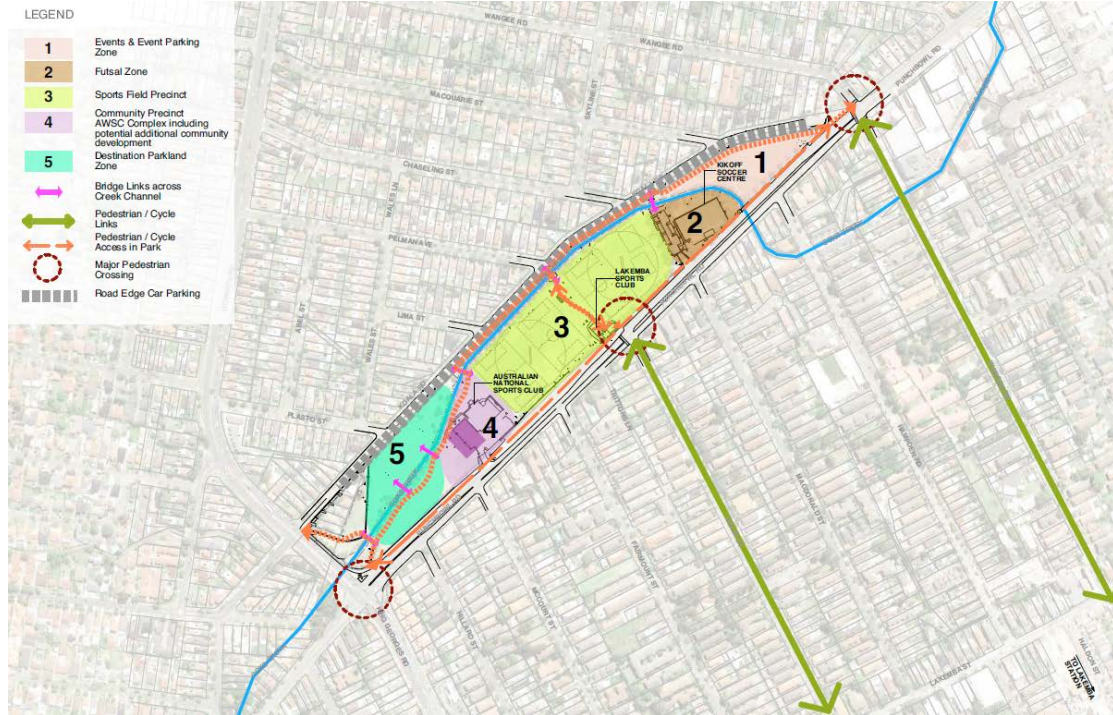 LEGEND
1
Events & Event Parking
Zone
2
Futsal Zone
3
Sports Field Precinct
4
Community Precinct
AWSC Complex including
potential additional community
development
5
Destination Parkland
Zone
Bridge Links across
Creek Channel
Pedestrian / Cycle
Links
Pedestrian / Cycle
Access in Park
Major Pedestrian
Crossing
Road Edge Car Parking
WANGEE RD
WANGEE RD
PUNCHBOWL RD
MACQUARIE ST
SKYLINE ST
CHASELING ST
WALES LN
PELMAN AVE
1
KIKOFF
SOCCER
CENTRE
2
LAKEMBA
SPORTS
CLUB
3
ABEL ST
LIMA ST
WALES ST
AUSTRALIAN
NATIONAL
SPORTS CLUB
4
PLASTO ST
5
MACDONALD ST
FAIRMOUNT ST
MCCOURT ST
HILLARD ST
KING GEORGES RD
LAKEMBA ST
HALDON ST
TO LAKEMBA
STATION